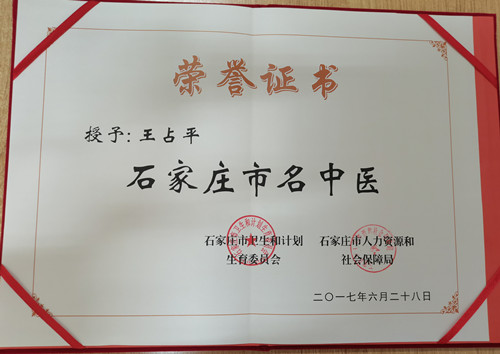 荣誉证书
授予：王占平
石家庄市名中医
石家庄市卫生和计划 石家庄市人力资源和
生育委员会 社会保障局
二〇一七年六月二十八日